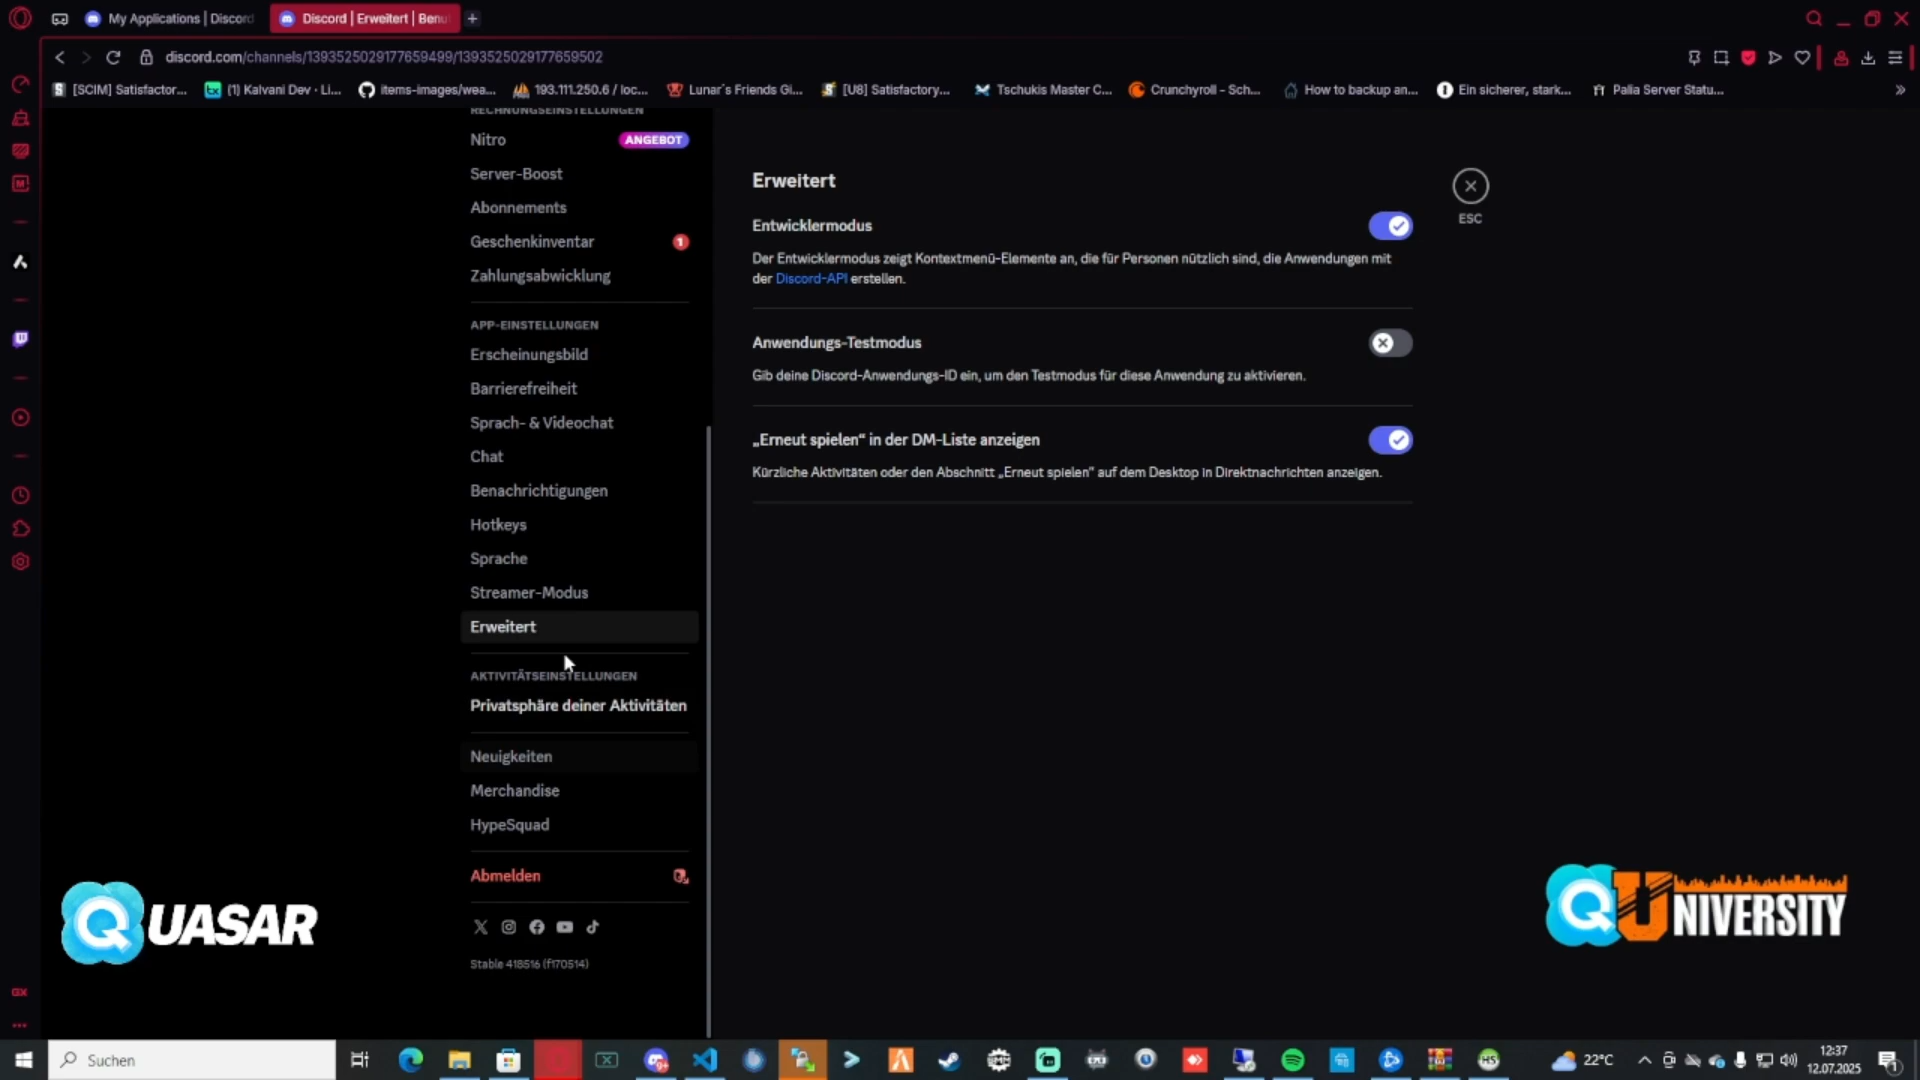 My Applications | Discord
Discord | Erweitert | Benu
discord.com/channels/1393525029177659499/1393525029177659502
[SCIM] Satisfactor...
(1) Kalvani Dev - Li...
items-images/wea...
193.111.250.6 / loc...
Lunar's Friends Gi...
[U8] Satisfactory...
Tschukis Master C...
Crunchyroll - Sch...
How to backup an...
Ein sicherer, stark...
Palia Server Statu...
RECHNUNGSEINSTELLUNGEN
Nitro
ANGEBOT
Server-Boost
Abonnements
Geschenkinventar
1
Zahlungsabwicklung
APP-EINSTELLUNGEN
Erscheinungsbild
Barrierefreiheit
Sprach- & Videochat
Chat
Benachrichtigungen
Hotkeys
Sprache
Streamer-Modus
Erweitert
AKTIVITÄTSEINSTELLUNGEN
Privatsphäre deiner Aktivitäten
Neuigkeiten
Merchandise
HypeSquad
Abmelden
Stable 418516 (f170514)
Erweitert
ESC
Entwicklermodus
Der Entwicklermodus zeigt Kontextmenü-Elemente an, die für Personen nützlich sind, die Anwendungen mit
der Discord-API erstellen.
Anwendungs-Testmodus
Gib deine Discord-Anwendungs-ID ein, um den Testmodus für diese Anwendung zu aktivieren.
„Erneut spielen“ in der DM-Liste anzeigen
Kürzliche Aktivitäten oder den Abschnitt „Erneut spielen“ auf dem Desktop in Direktnachrichten anzeigen.
QUASAR
QUNIVERSITY
GX
Suchen
22°C
12:37
12.07.2025
1